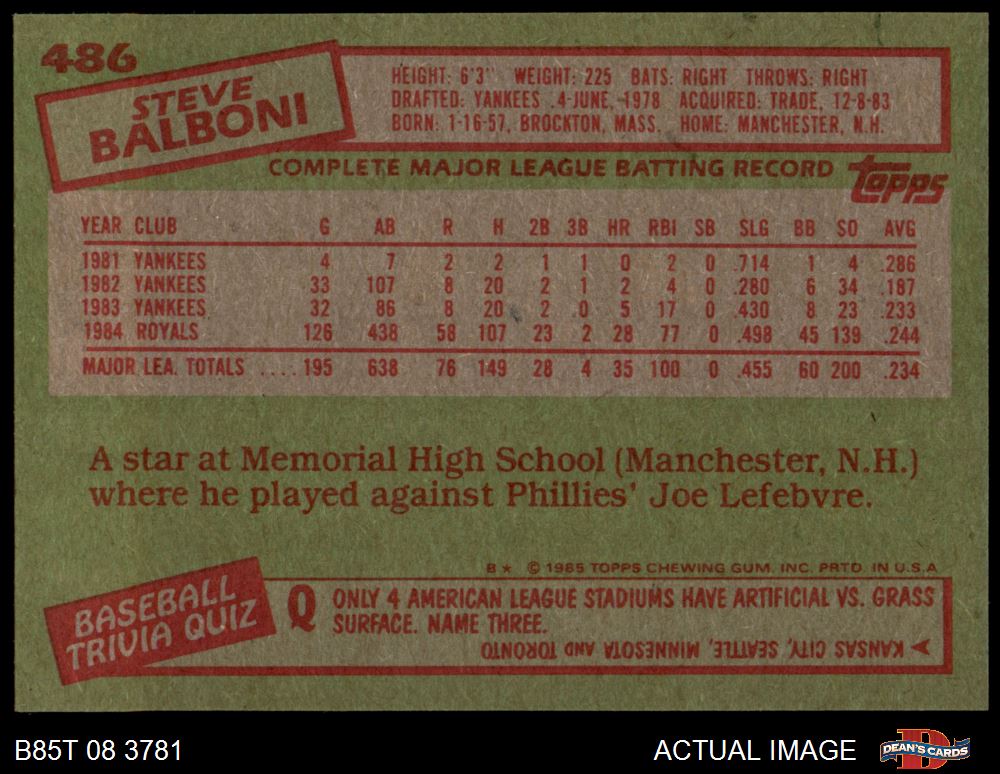 486
STEVE
BALBONI
HEIGHT: 6'3" WEIGHT: 225 BATS: RIGHT THROWS: RIGHT
DRAFTED: YANKEES 4-JUNE, 1978 ACQUIRED: TRADE, 12-8-83
BORN: 1-16-57, BROCKTON, MASS. HOME: MANCHESTER, N.H.
COMPLETE MAJOR LEAGUE BATTING RECORD topps
YEAR CLUB G AB R H 2B 3B HR RBI SB SLG BB SO AVG
1981 YANKEES 4 7 2 2 1 1 0 2 0 .714 1 4 .286
1982 YANKEES 33 107 8 20 2 1 2 4 0 .280 6 34 .187
1983 YANKEES 32 86 8 20 2 0 5 17 0 .430 8 23 .233
1984 ROYALS 126 438 58 107 23 2 28 77 0 .498 45 139 .244
MAJOR LEA. TOTALS .... 195 638 76 149 28 4 35 100 0 .455 60 200 .234
A star at Memorial High School (Manchester, N.H.)
where he played against Phillies' Joe Lefebvre.
B* © 1985 TOPPS CHEWING GUM, INC. PRTD. IN U.S.A
BASEBALL
TRIVIA QUIZ
Q ONLY 4 AMERICAN LEAGUE STADIUMS HAVE ARTIFICIAL VS. GRASS
SURFACE. NAME THREE.
KANSAS CITY, SEATTLE, MINNESOTA AND TORONTO
B85T 08 3781
ACTUAL IMAGE
D
DEAN'S CARDS